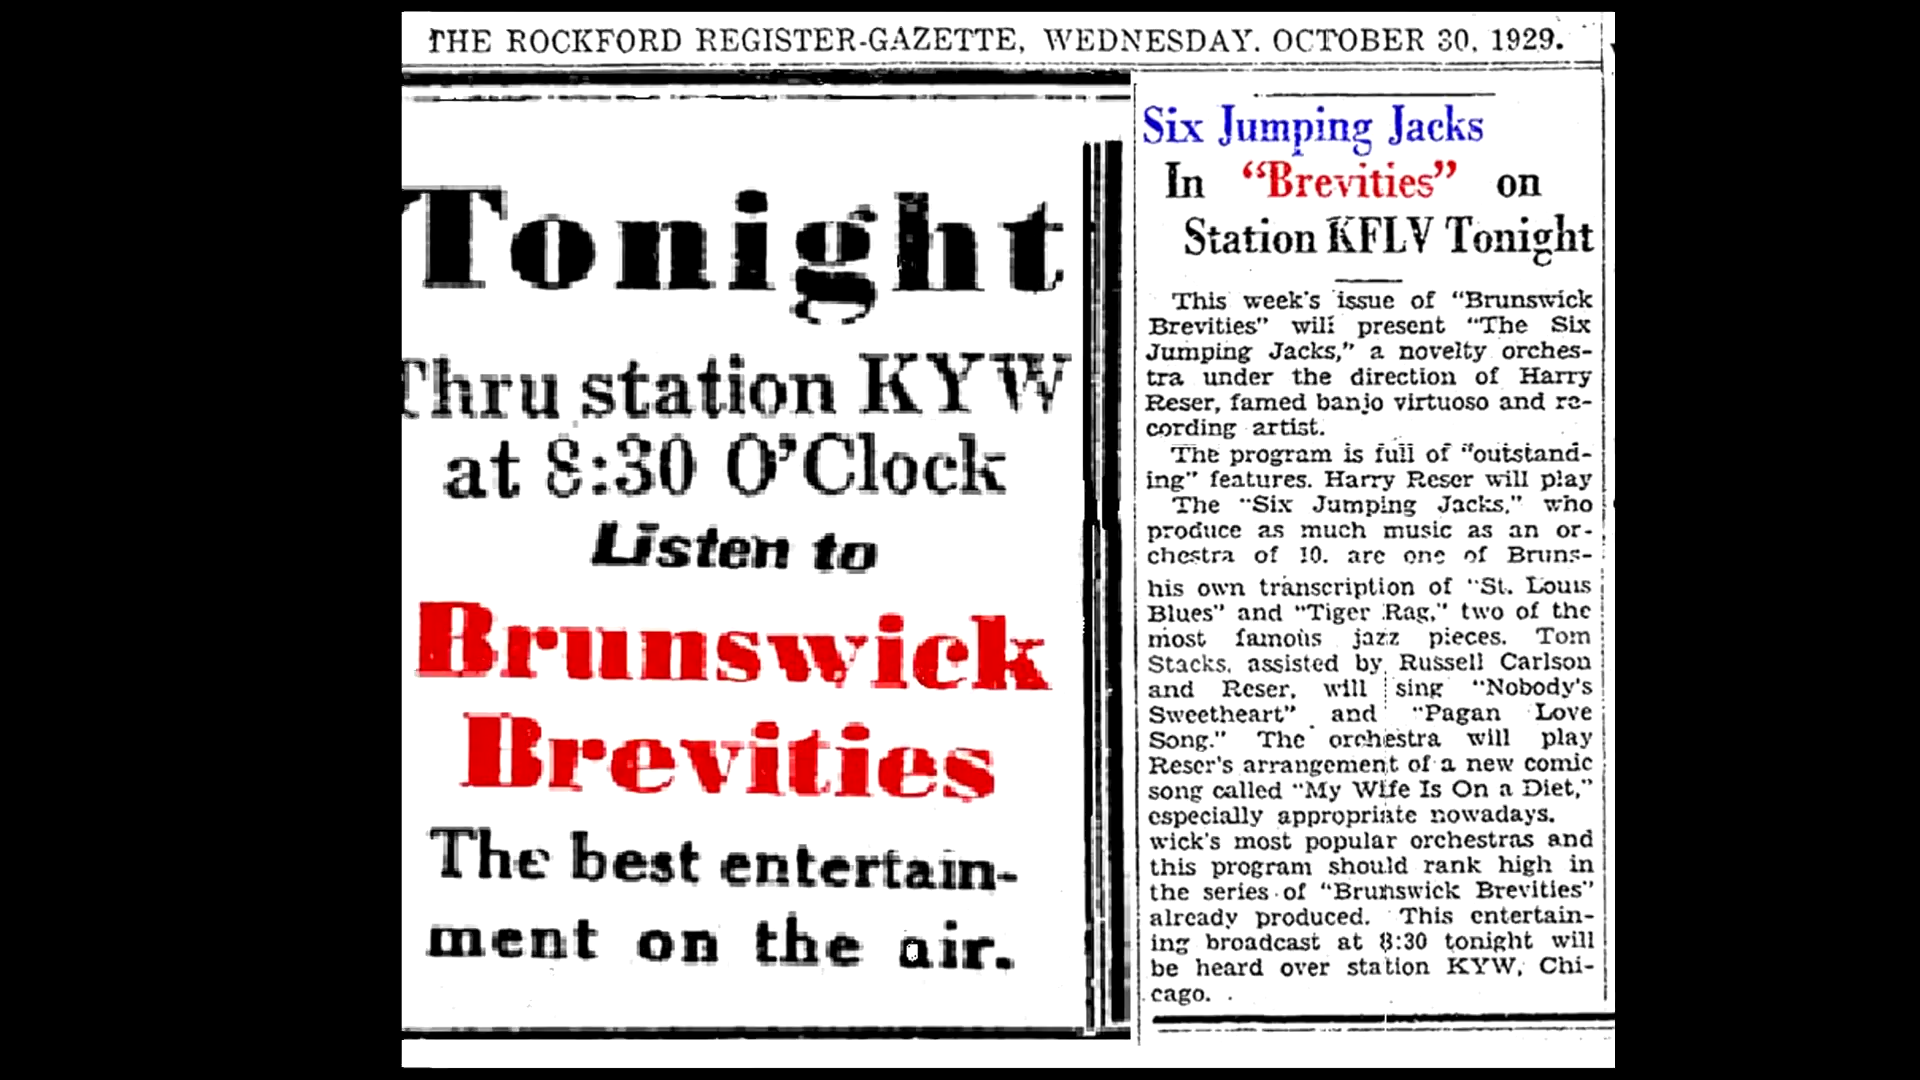 THE ROCKFORD REGISTER-GAZETTE, WEDNESDAY, OCTOBER 30, 1929.
Tonight
Thru station KYW
at 8:30 O'Clock
Listen to
Brunswick
Brevities
The best entertain-
ment on the air.
Six Jumping Jacks
In "Brevities" on
Station KFLV Tonight
This week's issue of "Brunswick
Brevities" will present "The Six
Jumping Jacks," a novelty orches-
tra under the direction of Harry
Reser, famed banjo virtuoso and re-
cording artist.
The program is full of "outstand-
ing" features. Harry Reser will play
The "Six Jumping Jacks," who
produce as much music as an or-
chestra of 10, are one of Bruns-
his own transcription of "St. Louis
Blues" and "Tiger Rag," two of the
most famous jazz pieces. Tom
Stacks, assisted by Russell Carlson
and Reser, will sing "Nobody's
Sweetheart" and "Pagan Love
Song." The orchestra will play
Reser's arrangement of a new comic
song called "My Wife Is On a Diet,"
especially appropriate nowadays.
wick's most popular orchestras and
this program should rank high in
the series of "Brunswick Brevities"
already produced. This entertain-
ing broadcast at 8:30 tonight will
be heard over station KYW, Chi-
cago.